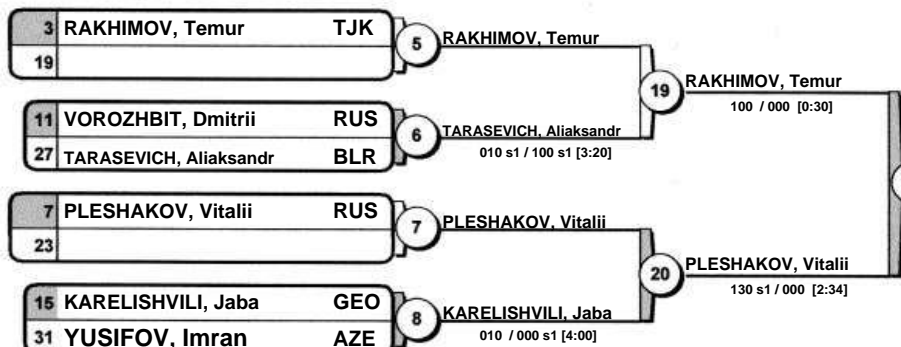 3 RAKHIMOV, Temur TJK
19
5
RAKHIMOV, Temur
11 VOROZHBIT, Dmitrii RUS
27 TARASEVICH, Aliaksandr BLR
6
TARASEVICH, Aliaksandr
010 s1 / 100 s1 [3:20]
19
RAKHIMOV, Temur
100 / 000 [0:30]
7 PLESHAKOV, Vitalii RUS
23
7
PLESHAKOV, Vitalii
15 KARELISHVILI, Jaba GEO
31 YUSIFOV, Imran AZE
8
KARELISHVILI, Jaba
010 / 000 s1 [4:00]
20
PLESHAKOV, Vitalii
130 s1 / 000 [2:34]